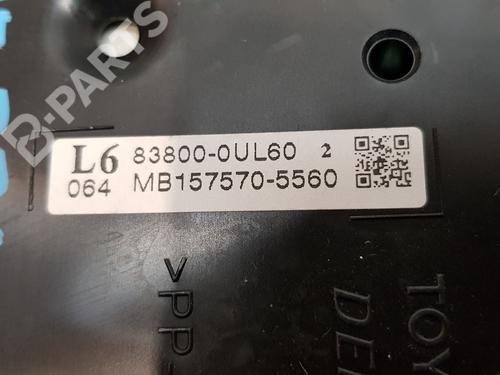 B-PARTS
L6 83800-0UL60 2
064 MB157570-5560
>PP-
TOY
DE